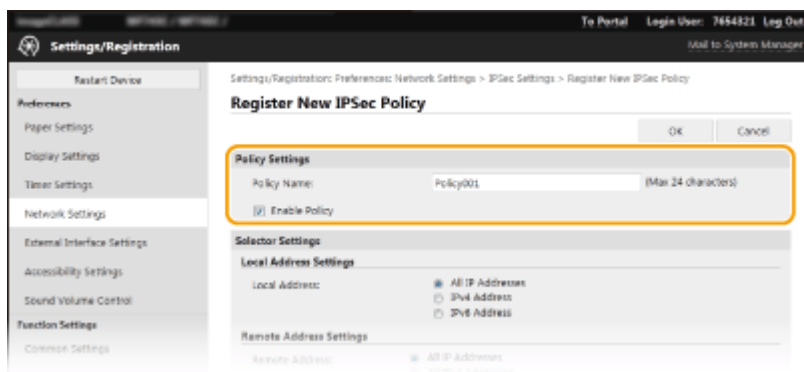 To Portal Login User: 7654321 Log Out
Settings/Registration
Mail to System Manager
Restart Device
Settings/Registration: Preferences: Network Settings > IPSec Settings > Register New IPSec Policy
Preferences
Register New IPSec Policy
Paper Settings
OK Cancel
Display Settings
Policy Settings
Timer Settings
Policy Name: Policy001 (Max 24 characters)
Network Settings
Enable Policy
External Interface Settings
Selector Settings
Local Address Settings
Accessibility Settings
Local Address: All IP Addresses
Sound Volume Control
IPv4 Address
IPv6 Address
Function Settings
Remote Address Settings
Common Settings
Remote Address: All IP Addresses